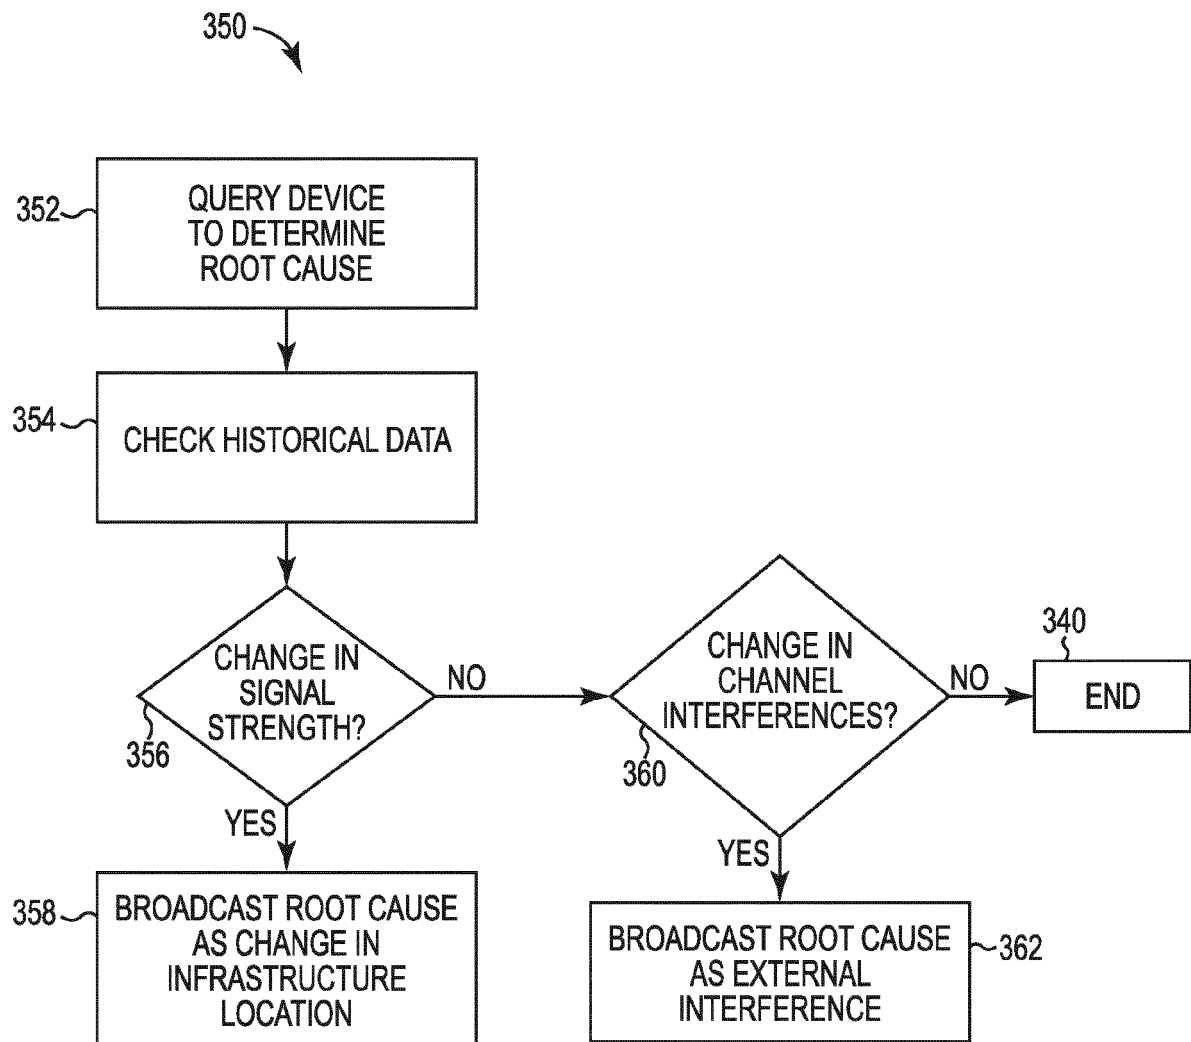 350
352
QUERY DEVICE
TO DETERMINE
ROOT CAUSE
354
CHECK HISTORICAL DATA
CHANGE IN
SIGNAL
STRENGTH?
356
NO
CHANGE IN
CHANNEL
INTERFERENCES?
360
NO
340
END
YES
YES
358
BROADCAST ROOT CAUSE
AS CHANGE IN
INFRASTRUCTURE
LOCATION
BROADCAST ROOT CAUSE
AS EXTERNAL
INTERFERENCE
362